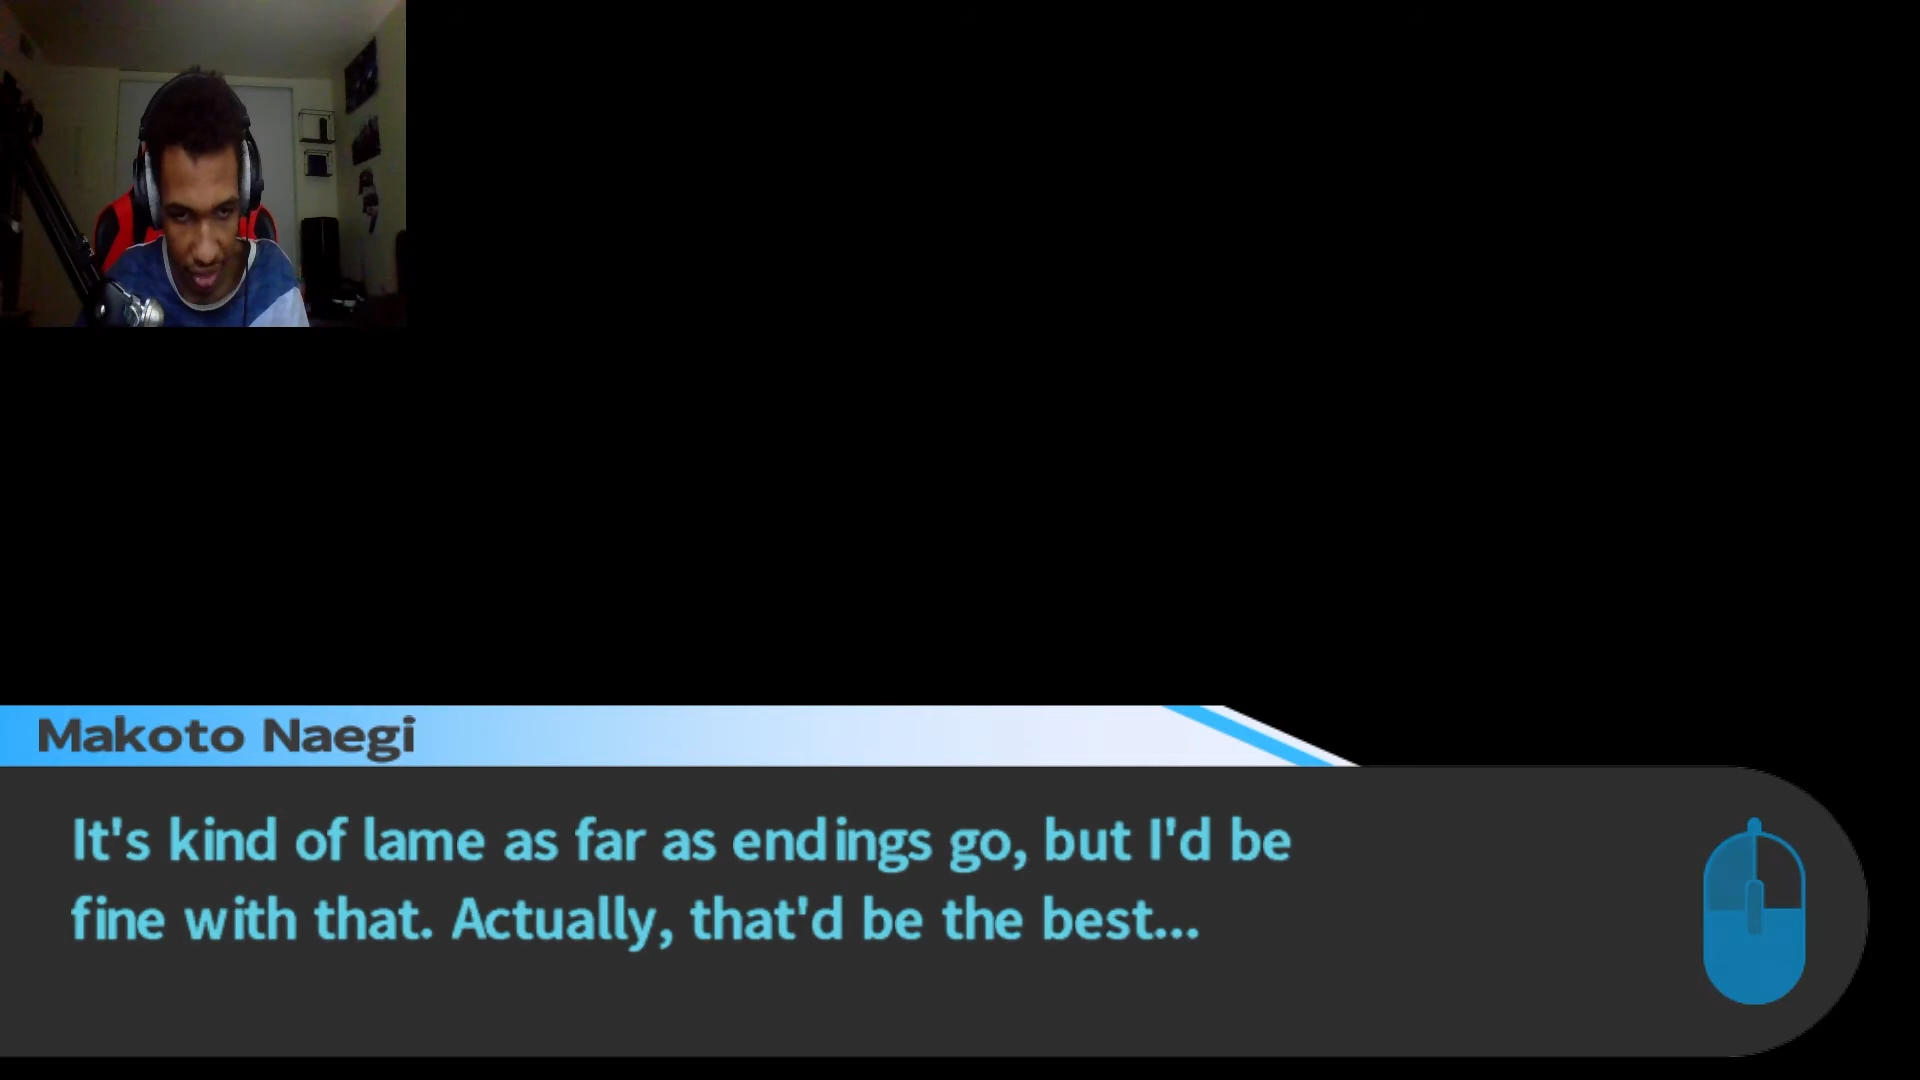 Makoto Naegi
It's kind of lame as far as endings go, but I'd be
fine with that. Actually, that'd be the best...